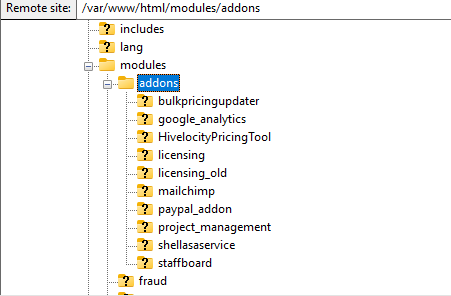 Remote site: /var/www/html/modules/addons
includes
lang
modules
addons
bulkpricingupdater
google_analytics
HivelocityPricingTool
licensing
licensing_old
mailchimp
paypal_addon
project_management
shellasaservice
staffboard
fraud